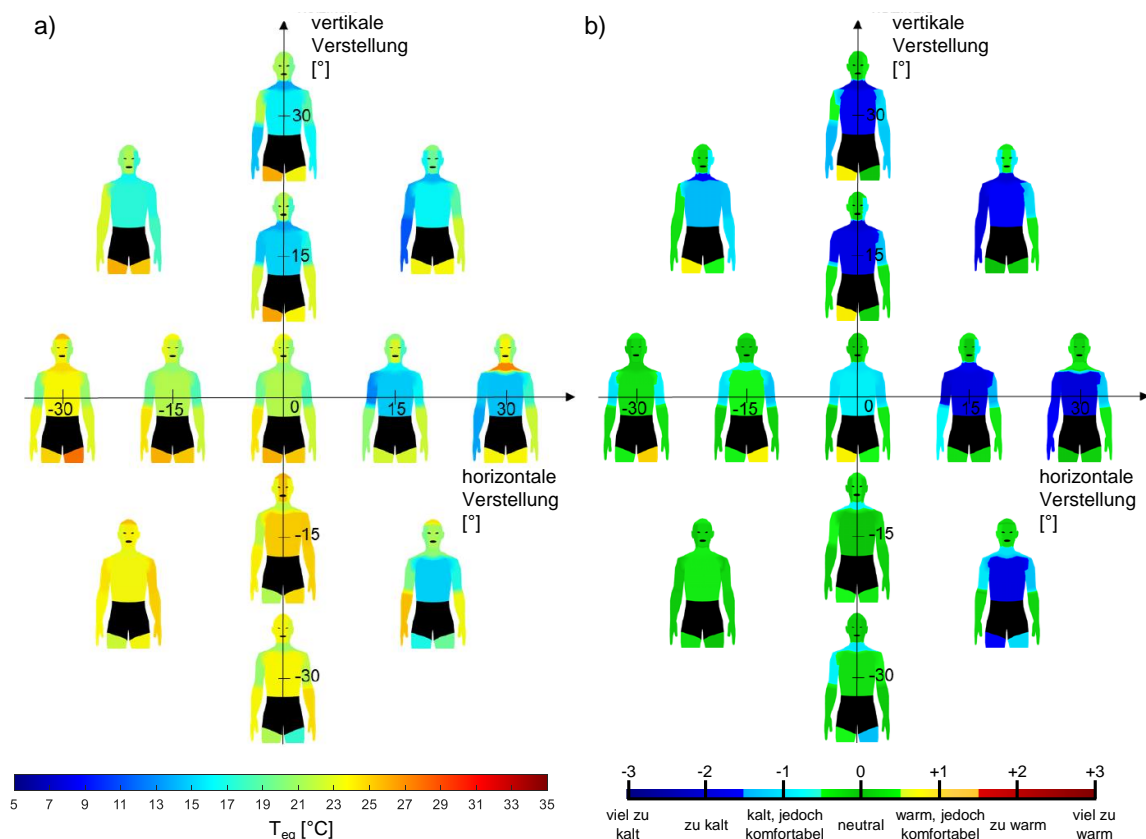 a)
vertikale
Verstellung
[°]
30
15
-30
-15
0
15
30
horizontale
Verstellung
[°]
-15
-30
5 7 9 11 13 15 17 19 21 23 25 27 29 31 33 35
T_eq [°C]
b)
vertikale
Verstellung
[°]
30
15
-30
-15
0
15
30
horizontale
Verstellung
[°]
-15
-30
-3 -2 -1 0 +1 +2 +3
viel zu kalt
zu kalt
kalt, jedoch komfortabel
neutral
warm, jedoch komfortabel
zu warm
viel zu warm